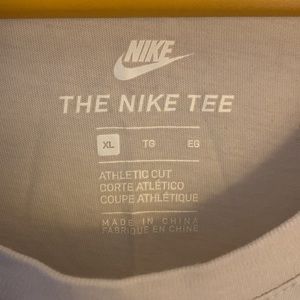 NIKE
THE NIKE TEE
XL TG EG
ATHLETIC CUT
CORTE ATLÉTICO
COUPE ATHLÉTIQUE
MADE IN CHINA
FABRIQUÉ EN CHINE